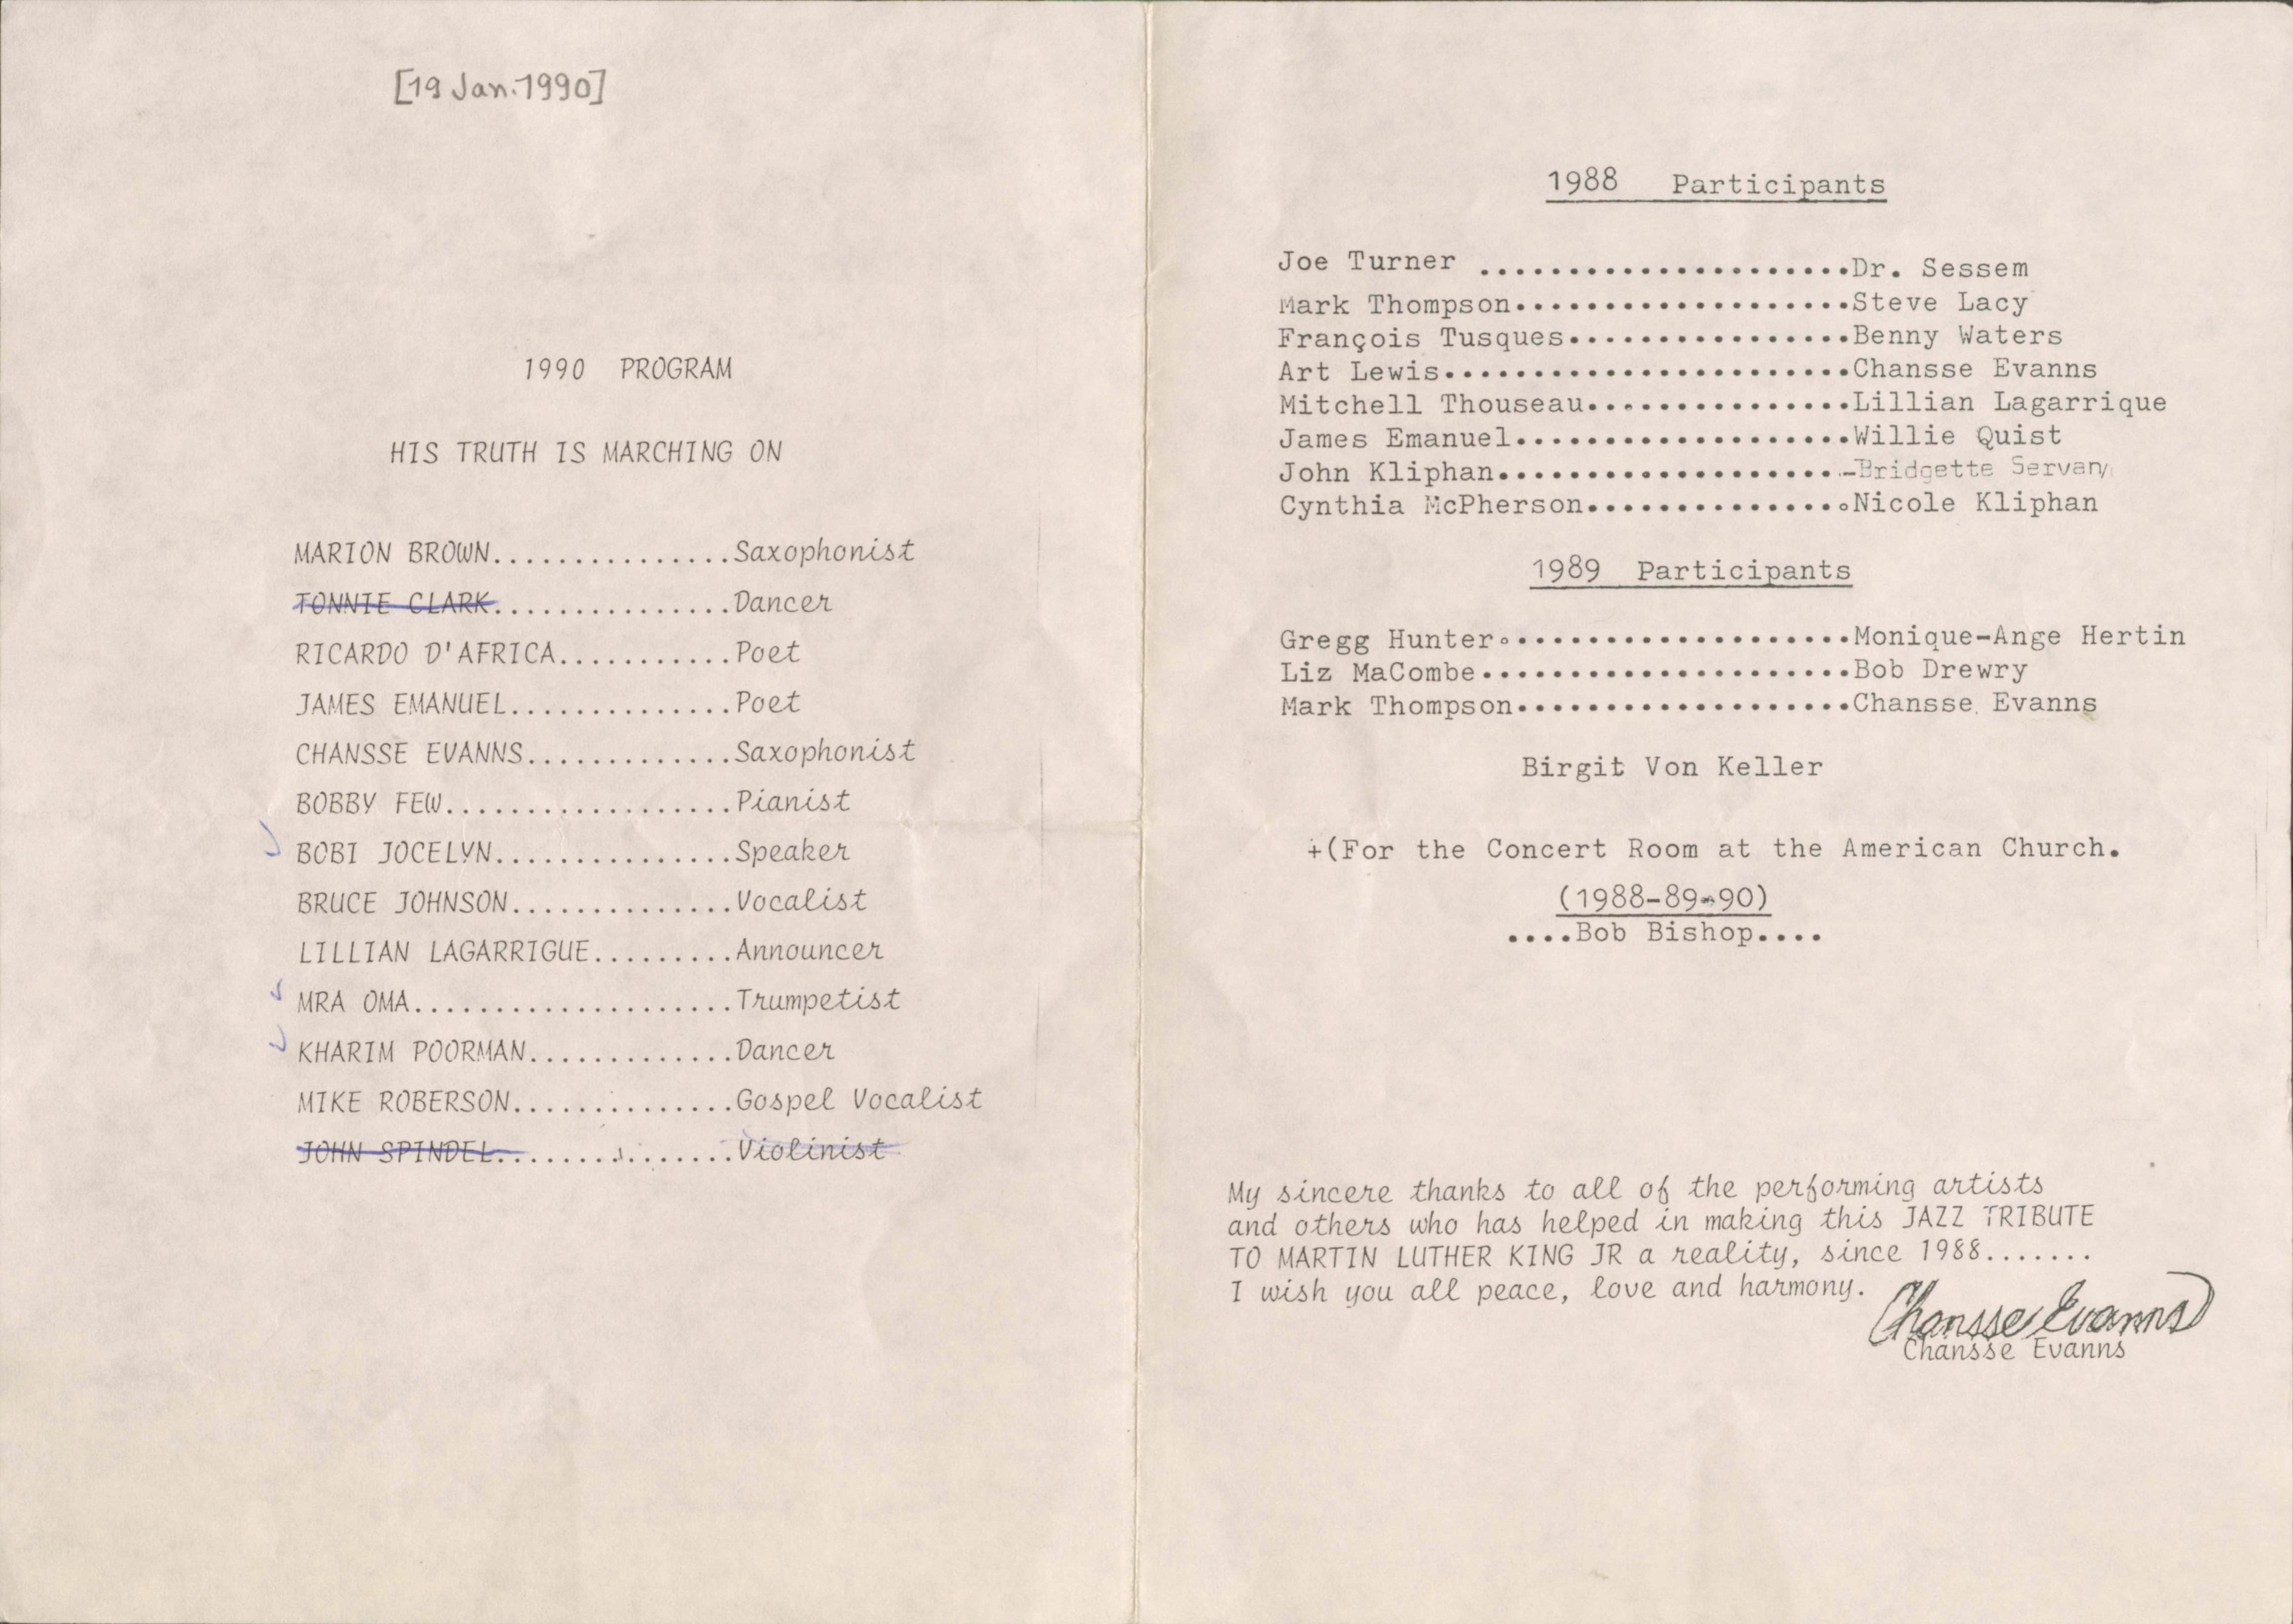 [19 Jan. 1990]
1990 PROGRAM
HIS TRUTH IS MARCHING ON
MARION BROWN...............Saxophonist
TONNIE CLARK...............Dancer
RICARDO D'AFRICA...........Poet
JAMES EMANUEL..............Poet
CHANSSE EVANNS.............Saxophonist
BOBBY FEW..................Pianist
BOBI JOCELYN...............Speaker
BRUCE JOHNSON..............Vocalist
LILLIAN LAGARRIGUE.........Announcer
MRA OMA....................Trumpetist
KHARIM POORMAN.............Dancer
MIKE ROBERSON..............Gospel Vocalist
JOHN SPINDEL...............Violinist
1988 Participants
Joe Turner .....................Dr. Sessem
Mark Thompson...................Steve Lacy
François Tusques................Benny Waters
Art Lewis.......................Chansse Evanns
Mitchell Thouseau...............Lillian Lagarrique
James Emanuel...................Willie Quist
John Kliphan....................-Bridgette Servan
Cynthia McPherson...............Nicole Kliphan
1989 Participants
Gregg Hunter....................Monique-Ange Hertin
Liz MaCombe.....................Bob Drewry
Mark Thompson...................Chansse Evanns
Birgit Von Keller
+(For the Concert Room at the American Church.
(1988-89-90)
....Bob Bishop....
My sincere thanks to all of the performing artists
and others who has helped in making this JAZZ TRIBUTE
TO MARTIN LUTHER KING JR a reality, since 1988.......
I wish you all peace, love and harmony.
Chansse Evanns
Chansse Evanns